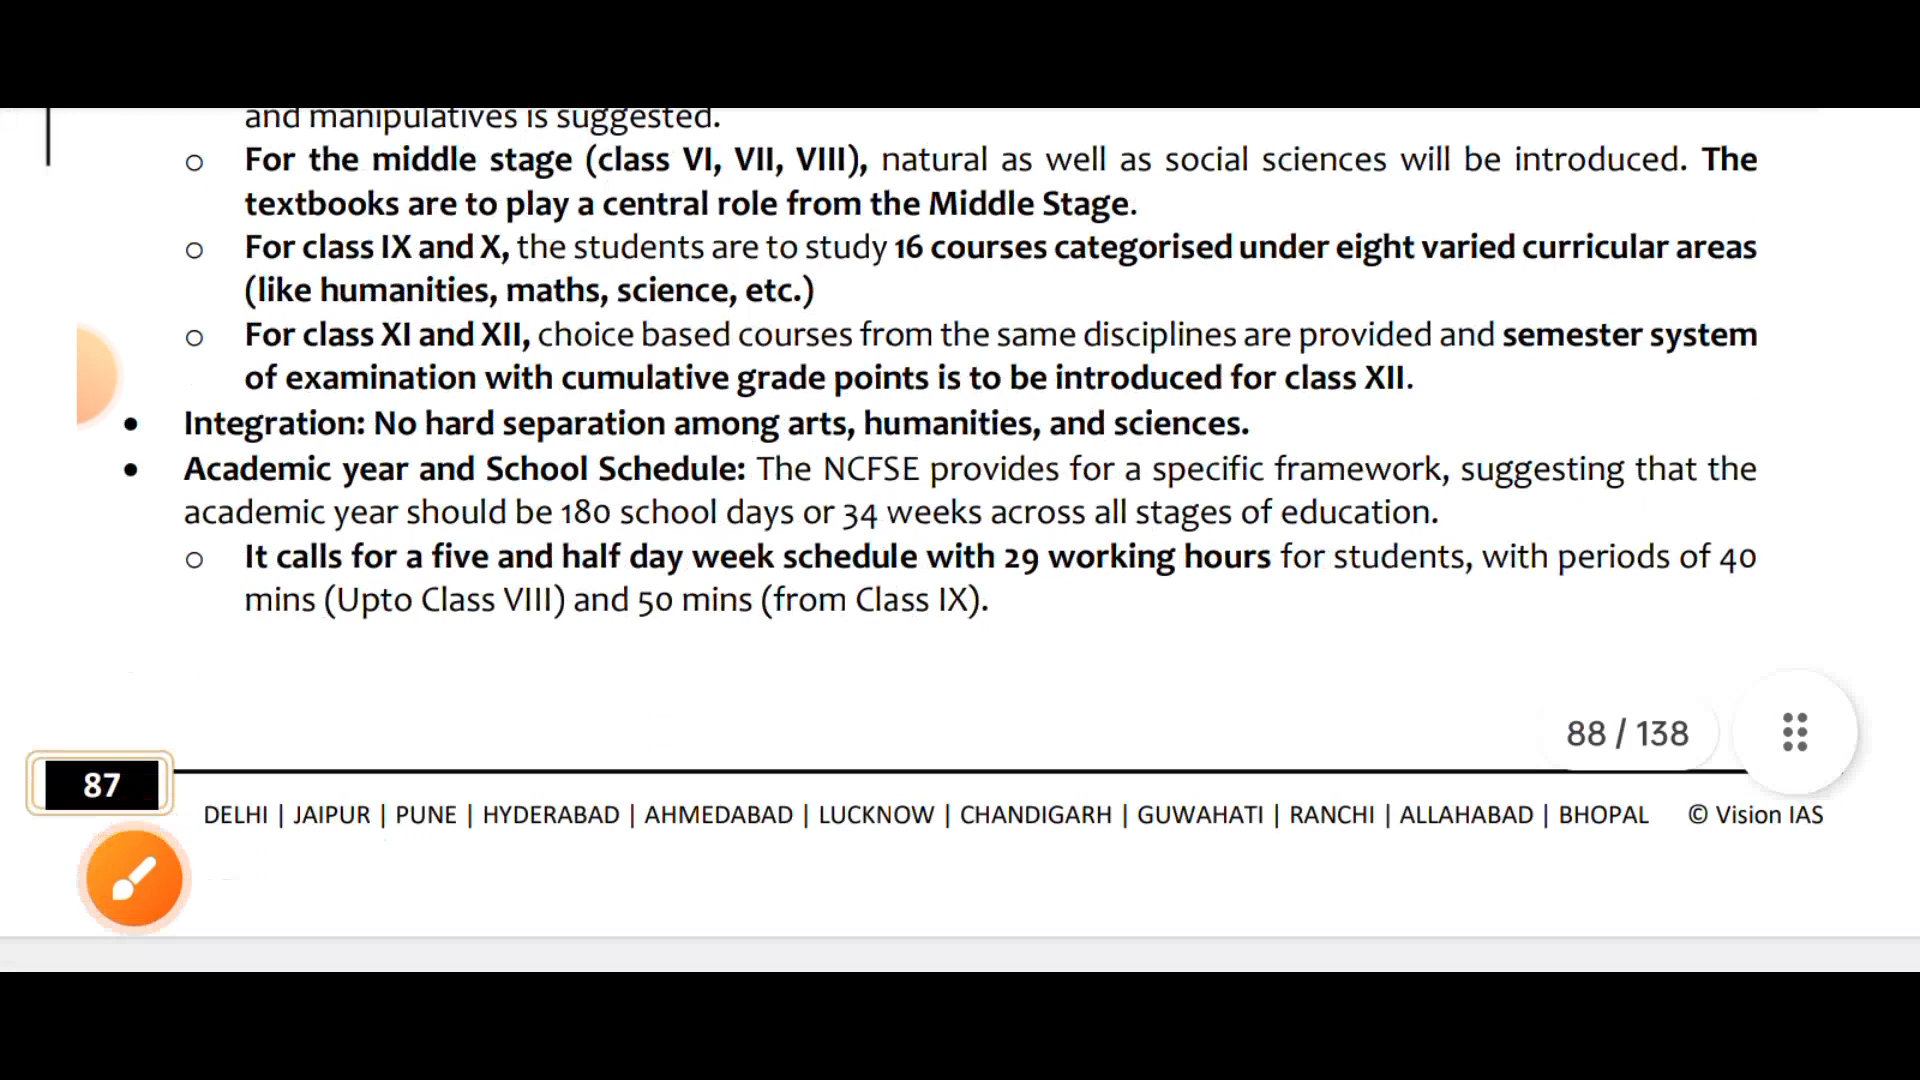 and manipulatives is suggested.
o For the middle stage (class VI, VII, VIII), natural as well as social sciences will be introduced. The
textbooks are to play a central role from the Middle Stage.
o For class IX and X, the students are to study 16 courses categorised under eight varied curricular areas
(like humanities, maths, science, etc.)
o For class XI and XII, choice based courses from the same disciplines are provided and semester system
of examination with cumulative grade points is to be introduced for class XII.
• Integration: No hard separation among arts, humanities, and sciences.
• Academic year and School Schedule: The NCFSE provides for a specific framework, suggesting that the
academic year should be 180 school days or 34 weeks across all stages of education.
o It calls for a five and half day week schedule with 29 working hours for students, with periods of 40
mins (Upto Class VIII) and 50 mins (from Class IX).
88 / 138
87
DELHI | JAIPUR | PUNE | HYDERABAD | AHMEDABAD | LUCKNOW | CHANDIGARH | GUWAHATI | RANCHI | ALLAHABAD | BHOPAL © Vision IAS